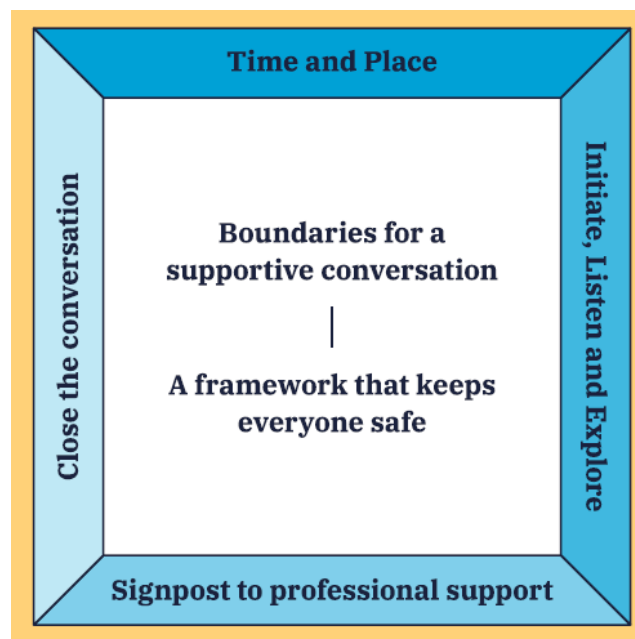 Time and Place
Initiate, Listen and Explore
Boundaries for a
supportive conversation
A framework that keeps
everyone safe
Signpost to professional support
Close the conversation